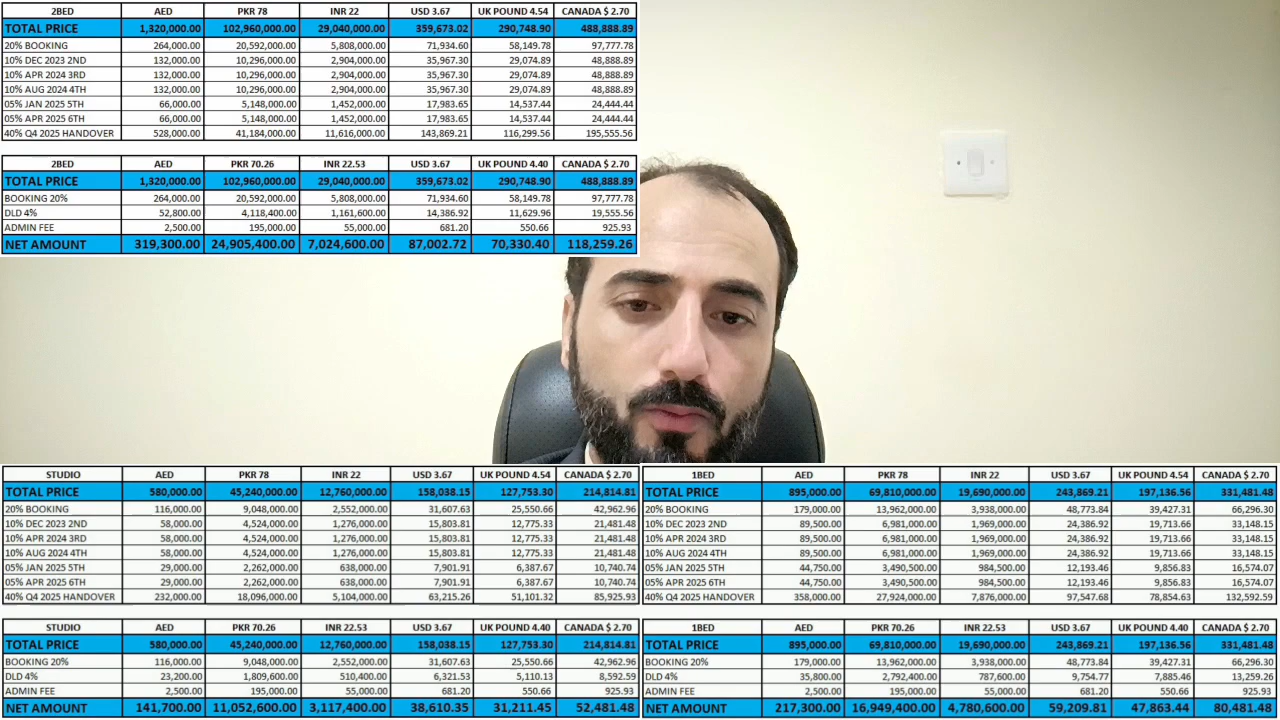 2BED AED PKR 78 INR 22 USD 3.67 UK POUND 4.54 CANADA $ 2.70
TOTAL PRICE 1,320,000.00 102,960,000.00 29,040,000.00 359,673.02 290,748.90 488,888.89
20% BOOKING 264,000.00 20,592,000.00 5,808,000.00 71,934.60 58,149.78 97,777.78
10% DEC 2023 2ND 132,000.00 10,296,000.00 2,904,000.00 35,967.30 29,074.89 48,888.89
10% APR 2024 3RD 132,000.00 10,296,000.00 2,904,000.00 35,967.30 29,074.89 48,888.89
10% AUG 2024 4TH 132,000.00 10,296,000.00 2,904,000.00 35,967.30 29,074.89 48,888.89
05% JAN 2025 5TH 66,000.00 5,148,000.00 1,452,000.00 17,983.65 14,537.44 24,444.44
05% APR 2025 6TH 66,000.00 5,148,000.00 1,452,000.00 17,983.65 14,537.44 24,444.44
40% Q4 2025 HANDOVER 528,000.00 41,184,000.00 11,616,000.00 143,869.21 116,299.56 195,555.56
2BED AED PKR 70.26 INR 22.53 USD 3.67 UK POUND 4.40 CANADA $ 2.70
TOTAL PRICE 1,320,000.00 102,960,000.00 29,040,000.00 359,673.02 290,748.90 488,888.89
BOOKING 20% 264,000.00 20,592,000.00 5,808,000.00 71,934.60 58,149.78 97,777.78
DLD 4% 52,800.00 4,118,400.00 1,161,600.00 14,386.92 11,629.96 19,555.56
ADMIN FEE 2,500.00 195,000.00 55,000.00 681.20 550.66 925.93
NET AMOUNT 319,300.00 24,905,400.00 7,024,600.00 87,002.72 70,330.40 118,259.26
STUDIO AED PKR 78 INR 22 USD 3.67 UK POUND 4.54 CANADA $ 2.70
TOTAL PRICE 580,000.00 45,240,000.00 12,760,000.00 158,038.15 127,753.30 214,814.81
20% BOOKING 116,000.00 9,048,000.00 2,552,000.00 31,607.63 25,550.66 42,962.96
10% DEC 2023 2ND 58,000.00 4,524,000.00 1,276,000.00 15,803.81 12,775.33 21,481.48
10% APR 2024 3RD 58,000.00 4,524,000.00 1,276,000.00 15,803.81 12,775.33 21,481.48
10% AUG 2024 4TH 58,000.00 4,524,000.00 1,276,000.00 15,803.81 12,775.33 21,481.48
05% JAN 2025 5TH 29,000.00 2,262,000.00 638,000.00 7,901.91 6,387.67 10,740.74
05% APR 2025 6TH 29,000.00 2,262,000.00 638,000.00 7,901.91 6,387.67 10,740.74
40% Q4 2025 HANDOVER 232,000.00 18,096,000.00 5,104,000.00 63,215.26 51,101.32 85,925.93
STUDIO AED PKR 70.26 INR 22.53 USD 3.67 UK POUND 4.40 CANADA $ 2.70
TOTAL PRICE 580,000.00 45,240,000.00 12,760,000.00 158,038.15 127,753.30 214,814.81
BOOKING 20% 116,000.00 9,048,000.00 2,552,000.00 31,607.63 25,550.66 42,962.96
DLD 4% 23,200.00 1,809,600.00 510,400.00 6,321.53 5,110.13 8,592.59
ADMIN FEE 2,500.00 195,000.00 55,000.00 681.20 550.66 925.93
NET AMOUNT 141,700.00 11,052,600.00 3,117,400.00 38,610.35 31,211.45 52,481.48
1BED AED PKR 78 INR 22 USD 3.67 UK POUND 4.54 CANADA $ 2.70
TOTAL PRICE 895,000.00 69,810,000.00 19,690,000.00 243,869.21 197,136.56 331,481.48
20% BOOKING 179,000.00 13,962,000.00 3,938,000.00 48,773.84 39,427.31 66,296.30
10% DEC 2023 2ND 89,500.00 6,981,000.00 1,969,000.00 24,386.92 19,713.66 33,148.15
10% APR 2024 3RD 89,500.00 6,981,000.00 1,969,000.00 24,386.92 19,713.66 33,148.15
10% AUG 2024 4TH 89,500.00 6,981,000.00 1,969,000.00 24,386.92 19,713.66 33,148.15
05% JAN 2025 5TH 44,750.00 3,490,500.00 984,500.00 12,193.46 9,856.83 16,574.07
05% APR 2025 6TH 44,750.00 3,490,500.00 984,500.00 12,193.46 9,856.83 16,574.07
40% Q4 2025 HANDOVER 358,000.00 27,924,000.00 7,876,000.00 97,547.68 78,854.63 132,592.59
1BED AED PKR 70.26 INR 22.53 USD 3.67 UK POUND 4.40 CANADA $ 2.70
TOTAL PRICE 895,000.00 69,810,000.00 19,690,000.00 243,869.21 197,136.56 331,481.48
BOOKING 20% 179,000.00 13,962,000.00 3,938,000.00 48,773.84 39,427.31 66,296.30
DLD 4% 35,800.00 2,792,400.00 787,600.00 9,754.77 7,885.46 13,259.26
ADMIN FEE 2,500.00 195,000.00 55,000.00 681.20 550.66 925.93
NET AMOUNT 217,300.00 16,949,400.00 4,780,600.00 59,209.81 47,863.44 80,481.48